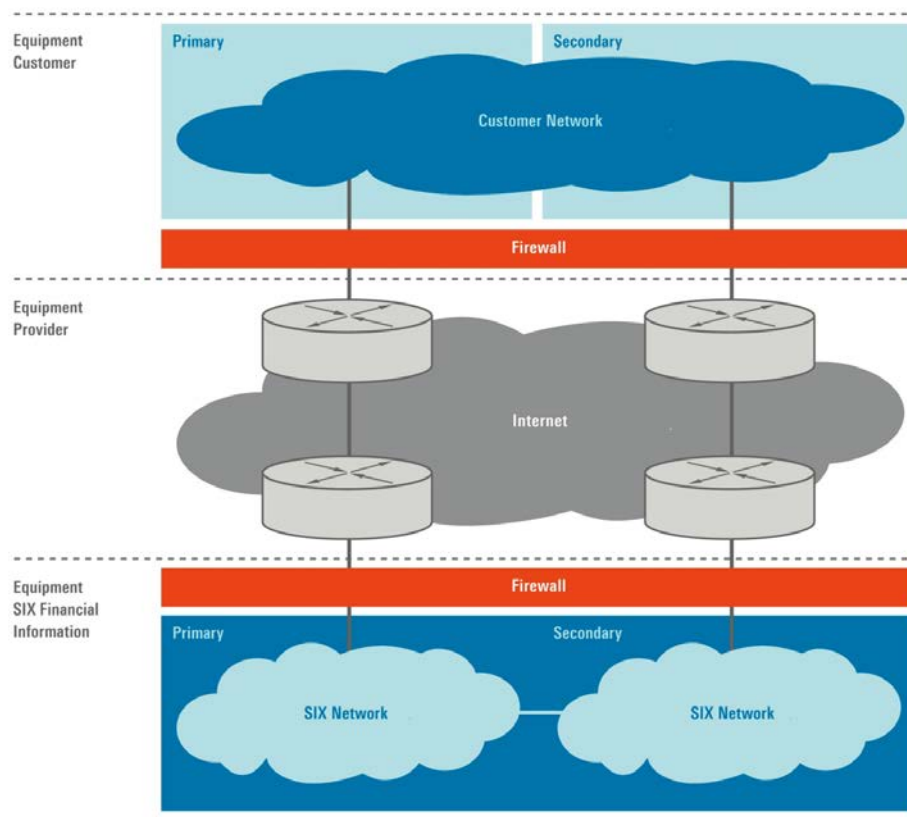 Equipment
Customer
Primary
Secondary
Customer Network
Firewall
Equipment
Provider
Internet
Firewall
Equipment
SIX Financial
Information
Primary
Secondary
SIX Network
SIX Network